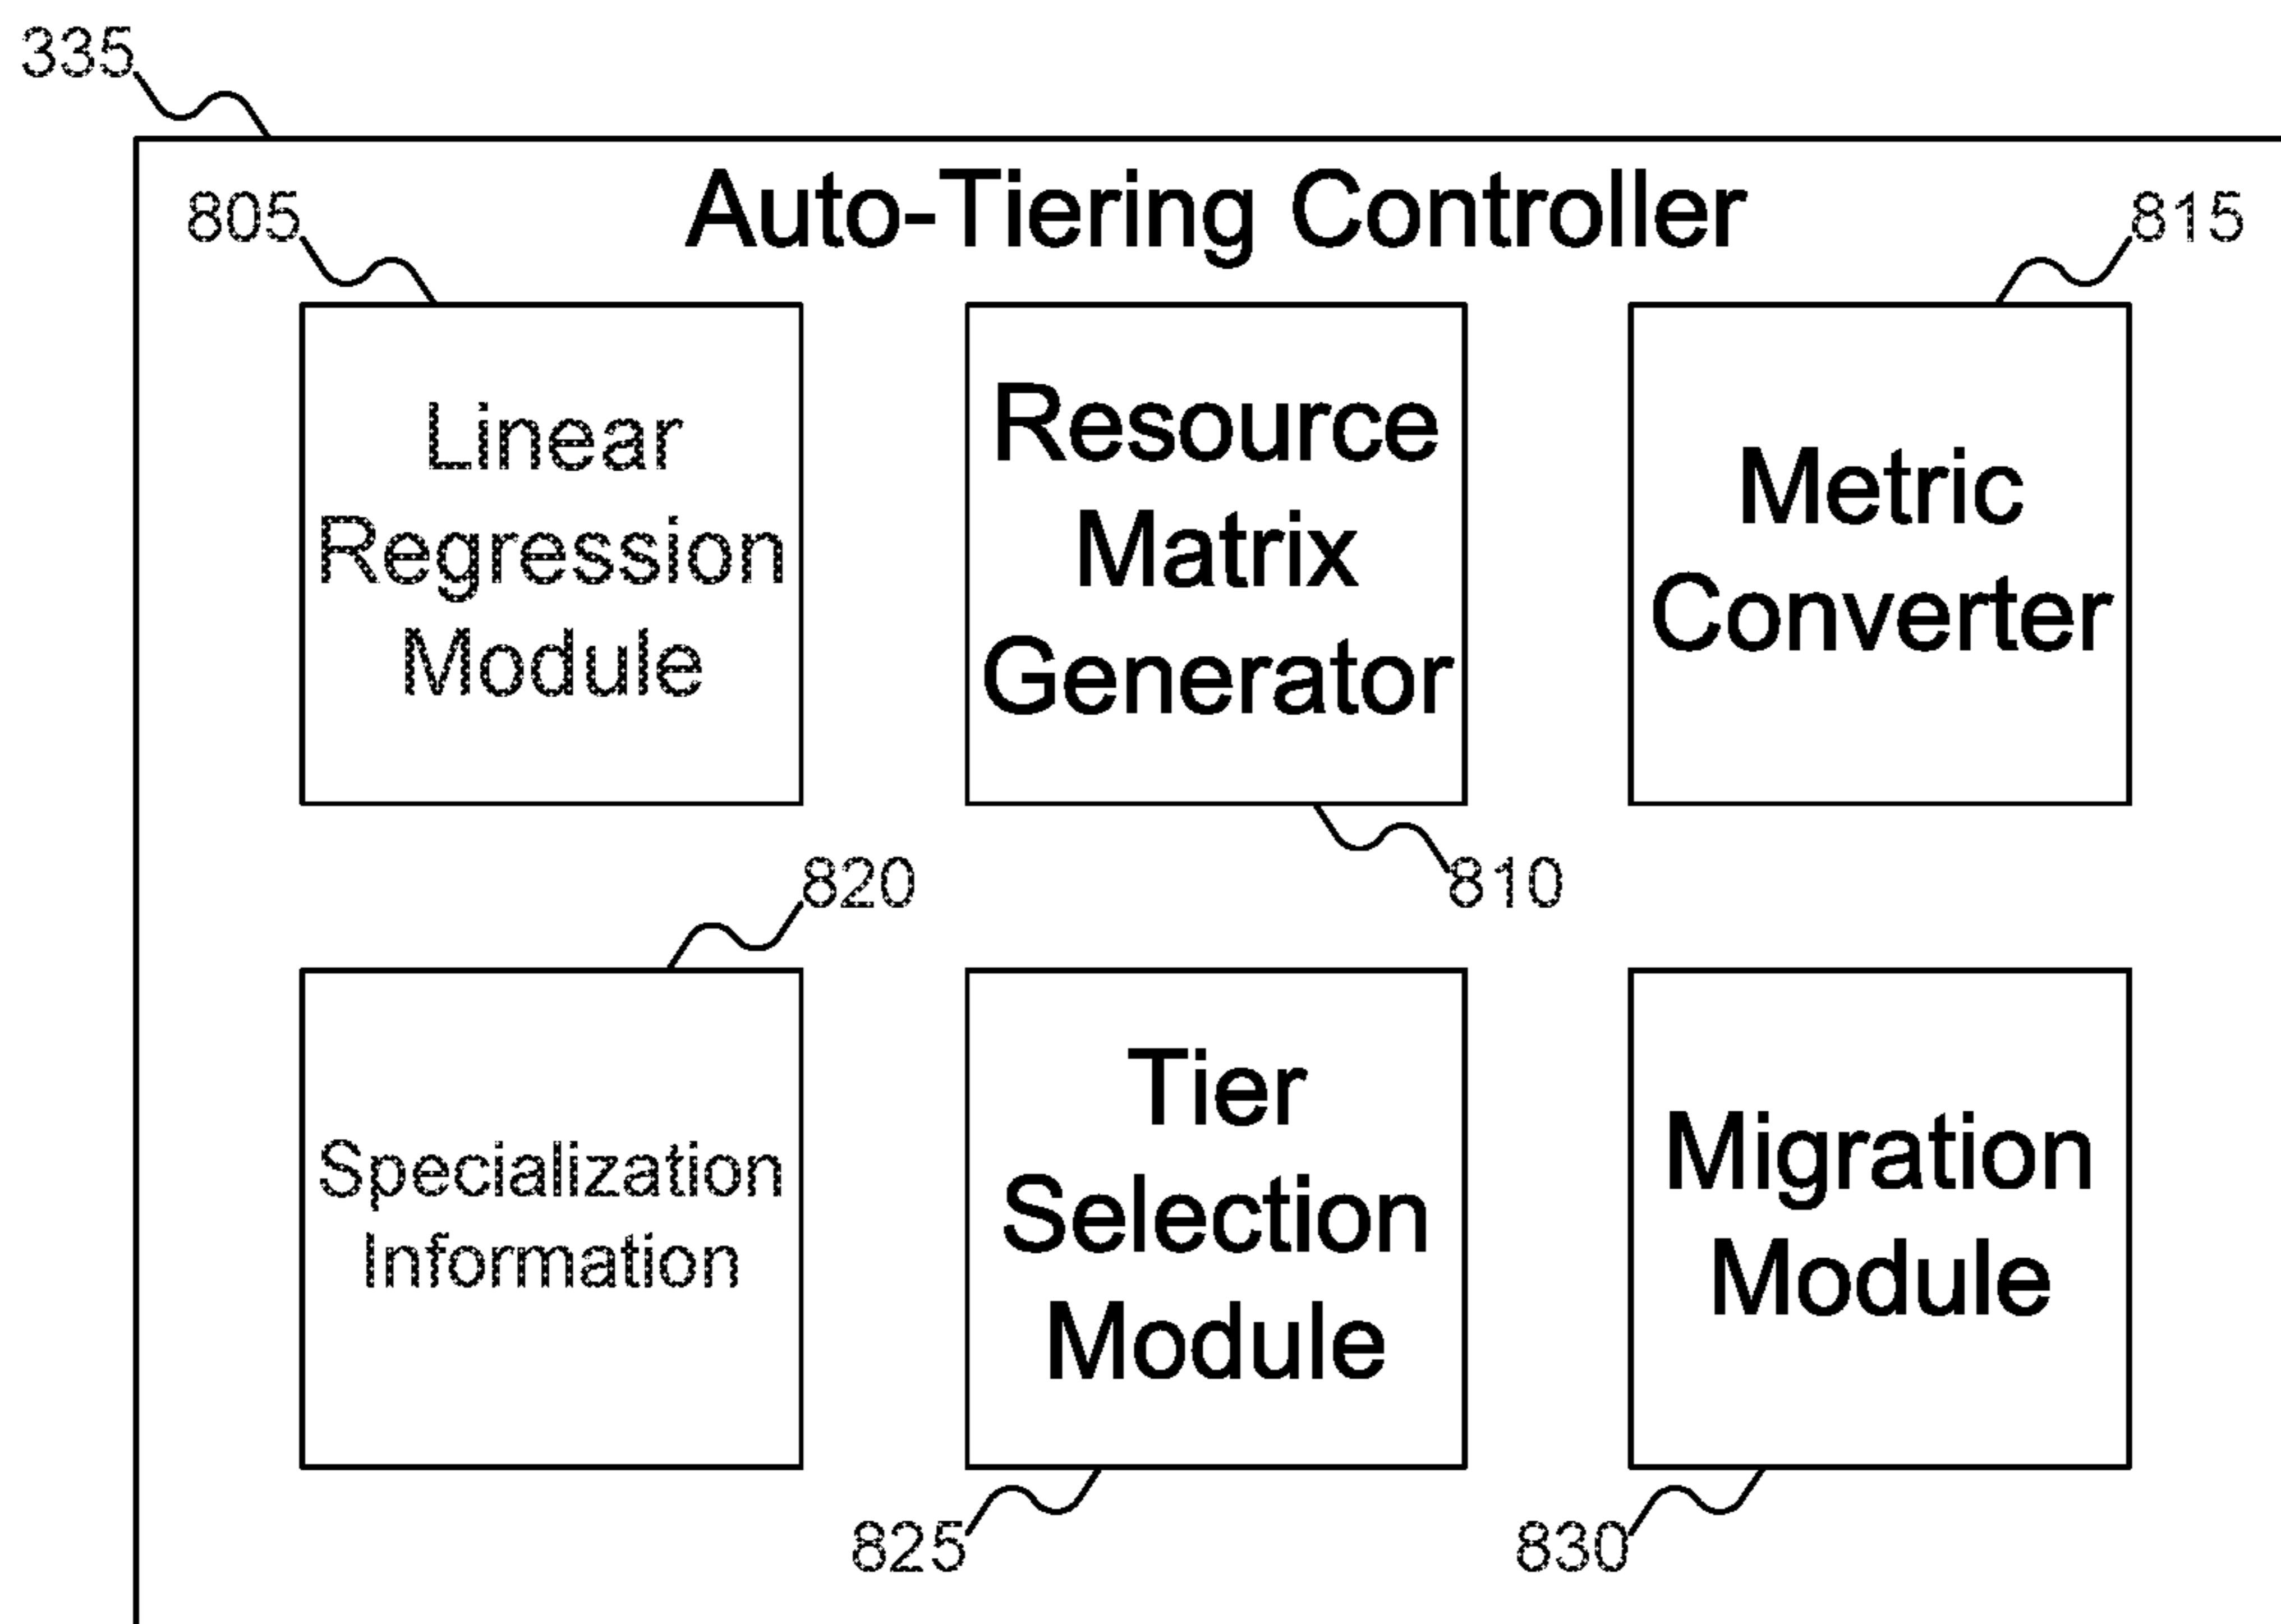 335
Auto-Tiering Controller
805
815
Linear
Regression
Module
Resource
Matrix
Generator
Metric
Converter
820
810
Specialization
Information
Tier
Selection
Module
Migration
Module
825
830